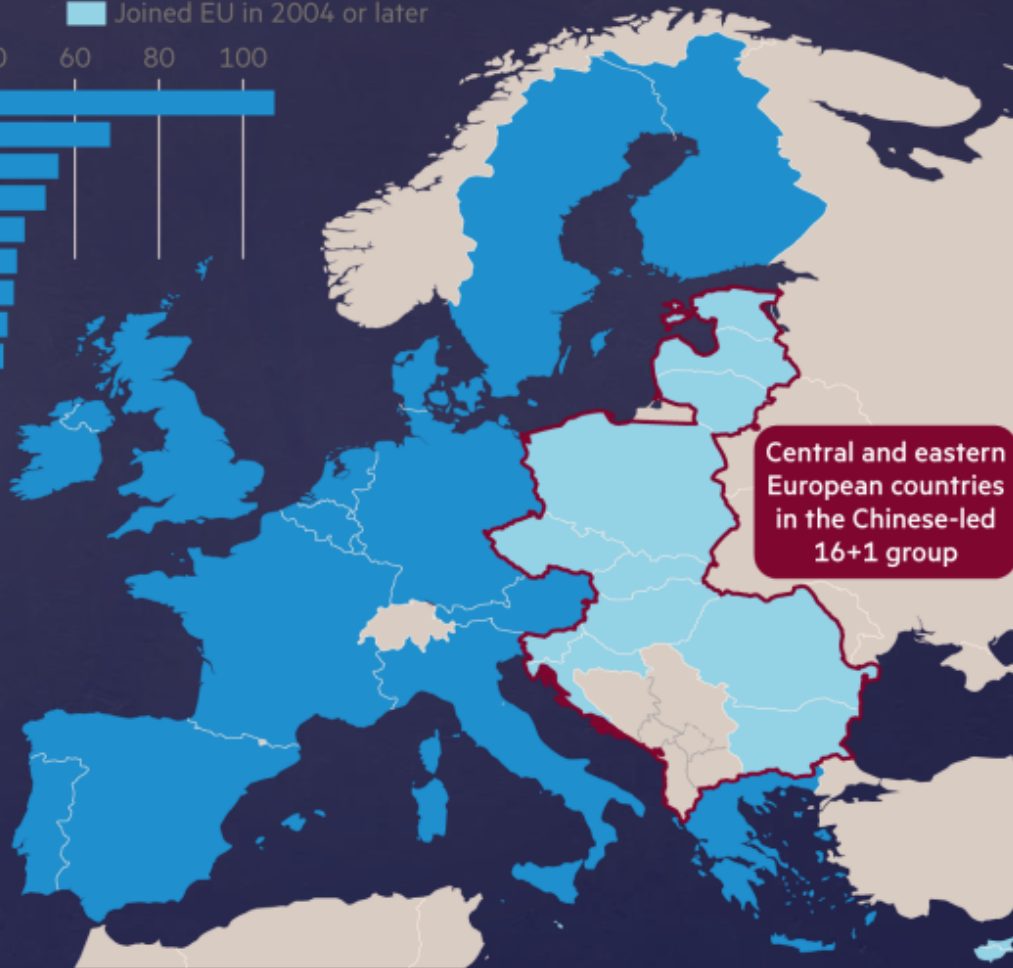 Joined EU in 2004 or later
0 60 80 100
Central and eastern
European countries
in the Chinese-led
16+1 group